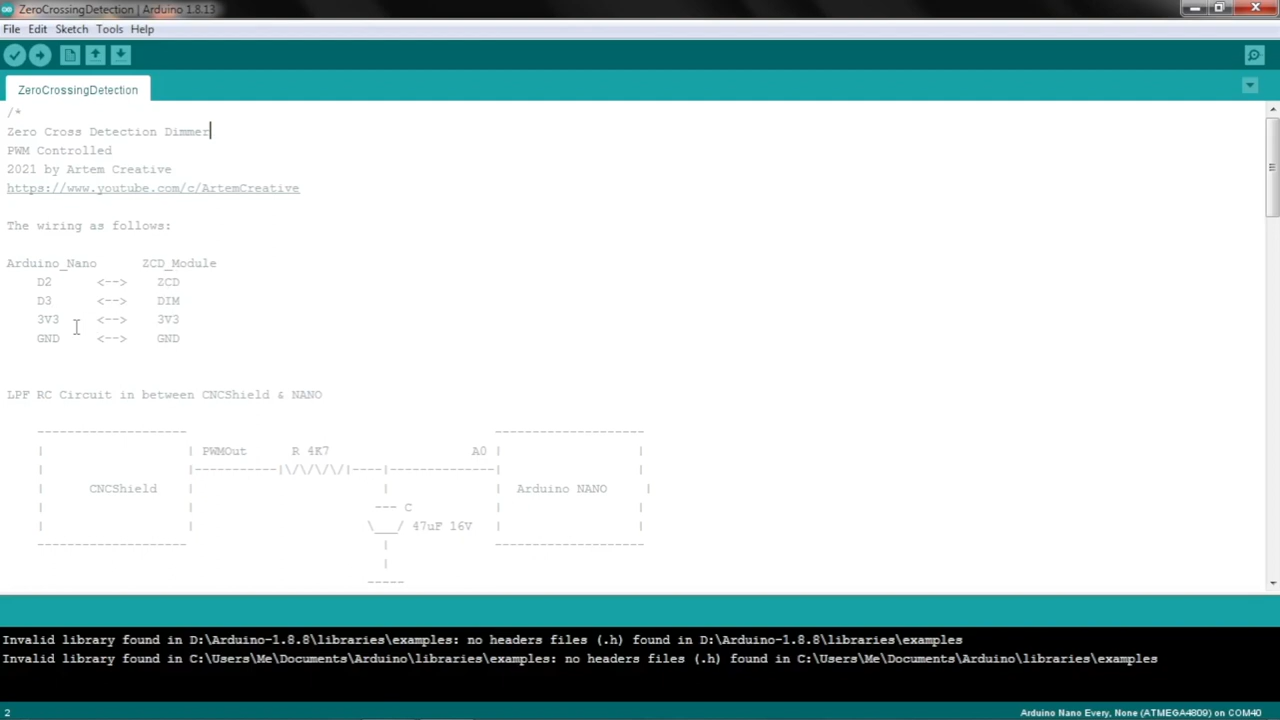 ZeroCrossingDetection | Arduino 1.8.13
File Edit Sketch Tools Help
ZeroCrossingDetection
/*
Zero Cross Detection Dimmer
PWM Controlled
2021 by Artem Creative
https://www.youtube.com/c/ArtemCreative
The wiring as follows:
Arduino_Nano      ZCD_Module
    D2      <-->    ZCD
    D3      <-->    DIM
    3V3     <-->    3V3
    GND     <-->    GND
LPF RC Circuit in between CNCShield & NANO
    --------------------                                         --------------------
    |                   | PWMOut      R 4K7                   A0 |                  |
    |                   |-----------|\/\/\/\/|----|--------------|                  |
    |      CNCShield    |                         |              |  Arduino NANO     |
    |                   |                        --- C           |                  |
    |                   |                       \___/ 47uF 16V   |                  |
    --------------------                          |              --------------------
                                                  |
                                                -----
Invalid library found in D:\Arduino-1.8.8\libraries\examples: no headers files (.h) found in D:\Arduino-1.8.8\libraries\examples
Invalid library found in C:\Users\Me\Documents\Arduino\libraries\examples: no headers files (.h) found in C:\Users\Me\Documents\Arduino\libraries\examples
2 Arduino Nano Every, None (ATMEGA4809) on COM40